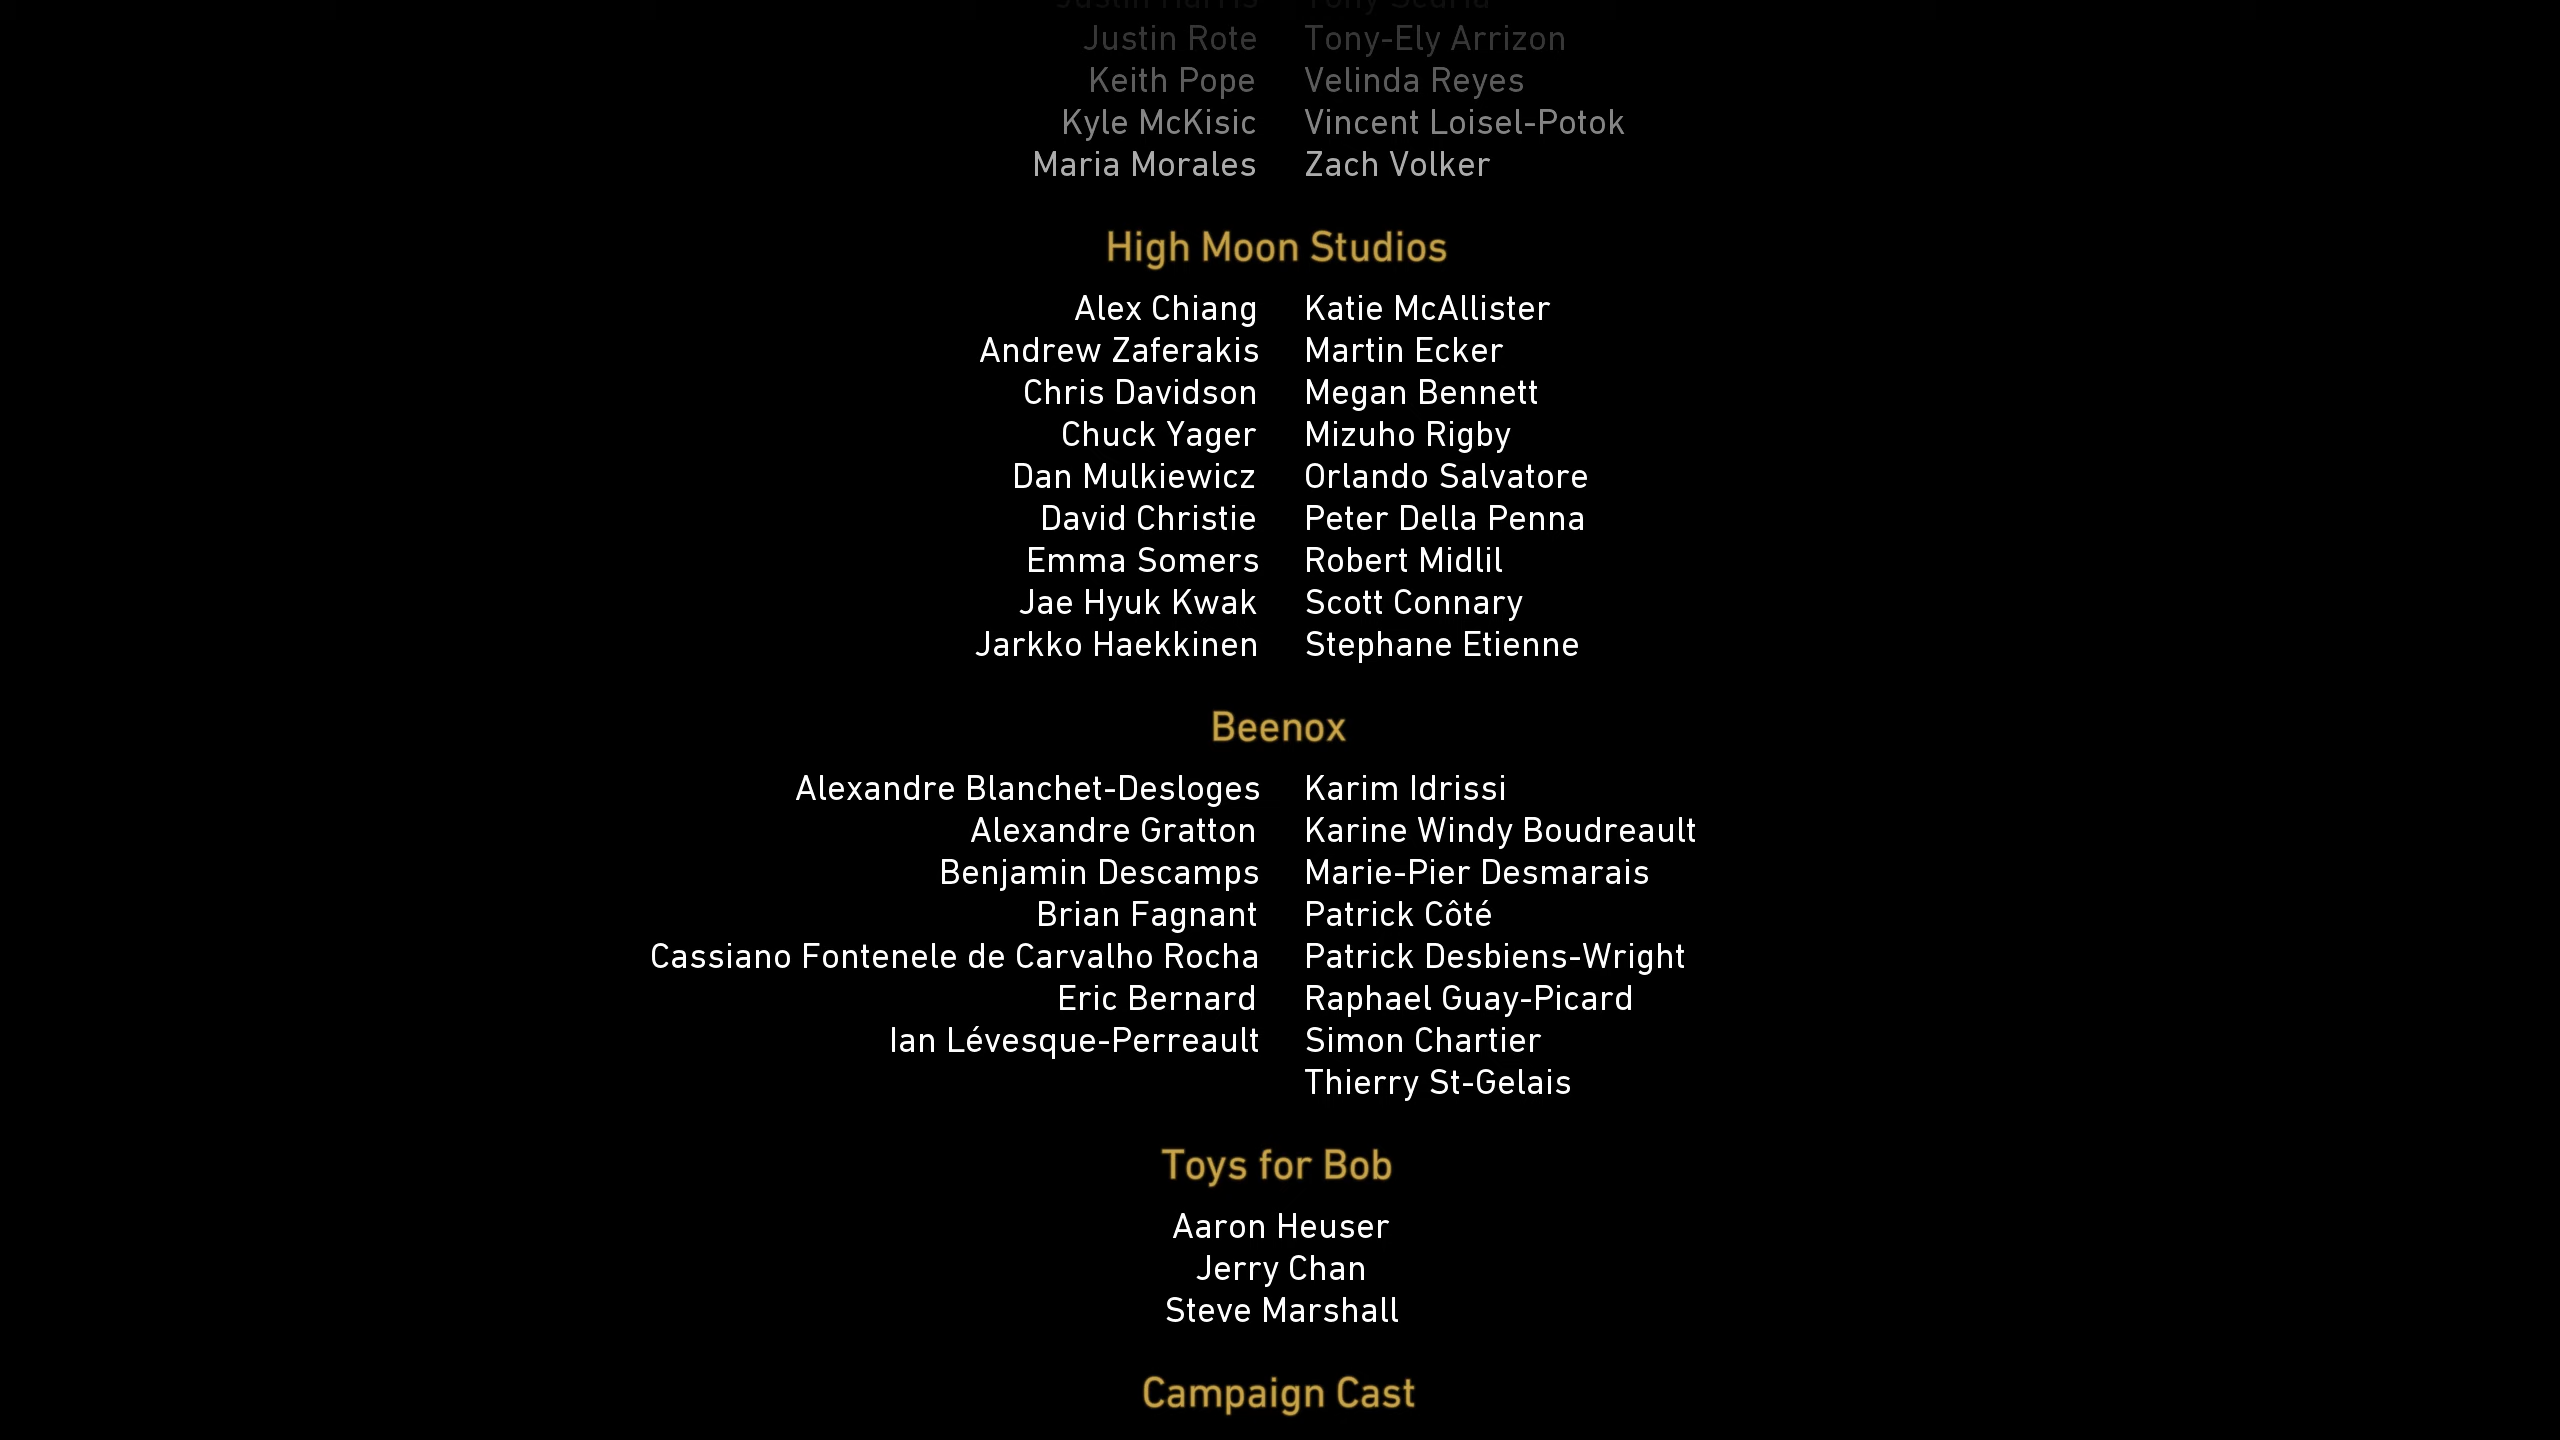 Justin Harris Tony Scaria
Justin Rote Tony-Ely Arrizon
Keith Pope Velinda Reyes
Kyle McKisic Vincent Loisel-Potok
Maria Morales Zach Volker
High Moon Studios
Alex Chiang Katie McAllister
Andrew Zaferakis Martin Ecker
Chris Davidson Megan Bennett
Chuck Yager Mizuho Rigby
Dan Mulkiewicz Orlando Salvatore
David Christie Peter Della Penna
Emma Somers Robert Midlil
Jae Hyuk Kwak Scott Connary
Jarkko Haekkinen Stephane Etienne
Beenox
Alexandre Blanchet-Desloges Karim Idrissi
Alexandre Gratton Karine Windy Boudreault
Benjamin Descamps Marie-Pier Desmarais
Brian Fagnant Patrick Côté
Cassiano Fontenele de Carvalho Rocha Patrick Desbiens-Wright
Eric Bernard Raphael Guay-Picard
Ian Lévesque-Perreault Simon Chartier
Thierry St-Gelais
Toys for Bob
Aaron Heuser
Jerry Chan
Steve Marshall
Campaign Cast